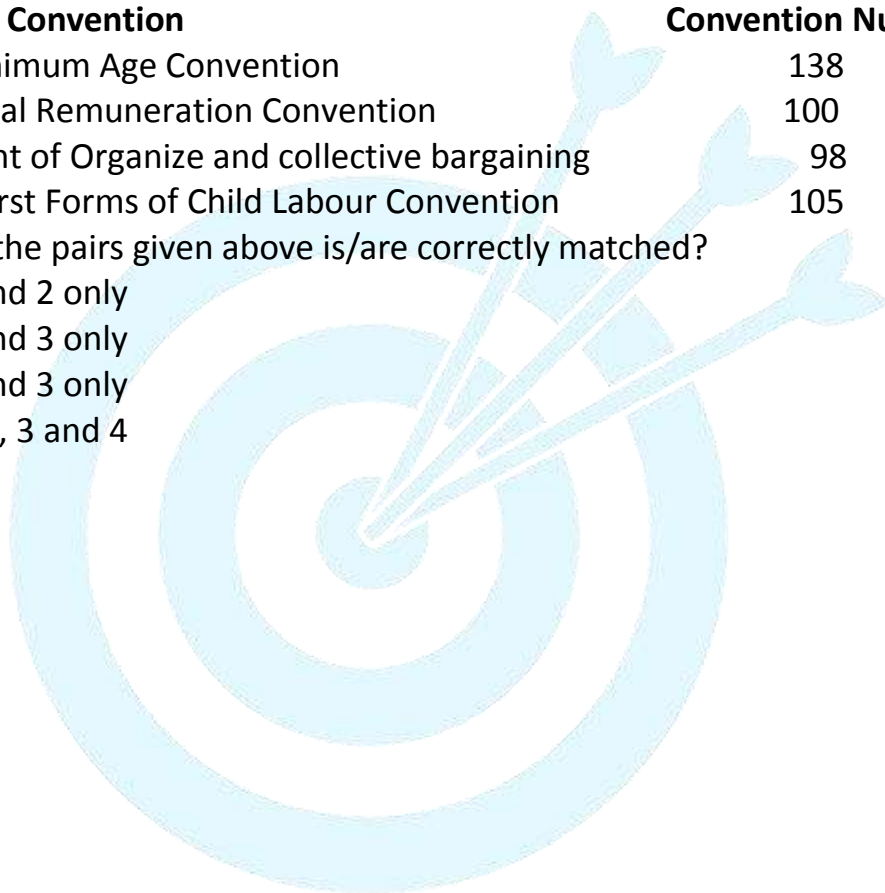 Convention Convention Nu
nimum Age Convention 138
al Remuneration Convention 100
nt of Organize and collective bargaining 98
rst Forms of Child Labour Convention 105
the pairs given above is/are correctly matched?
nd 2 only
nd 3 only
nd 3 only
, 3 and 4